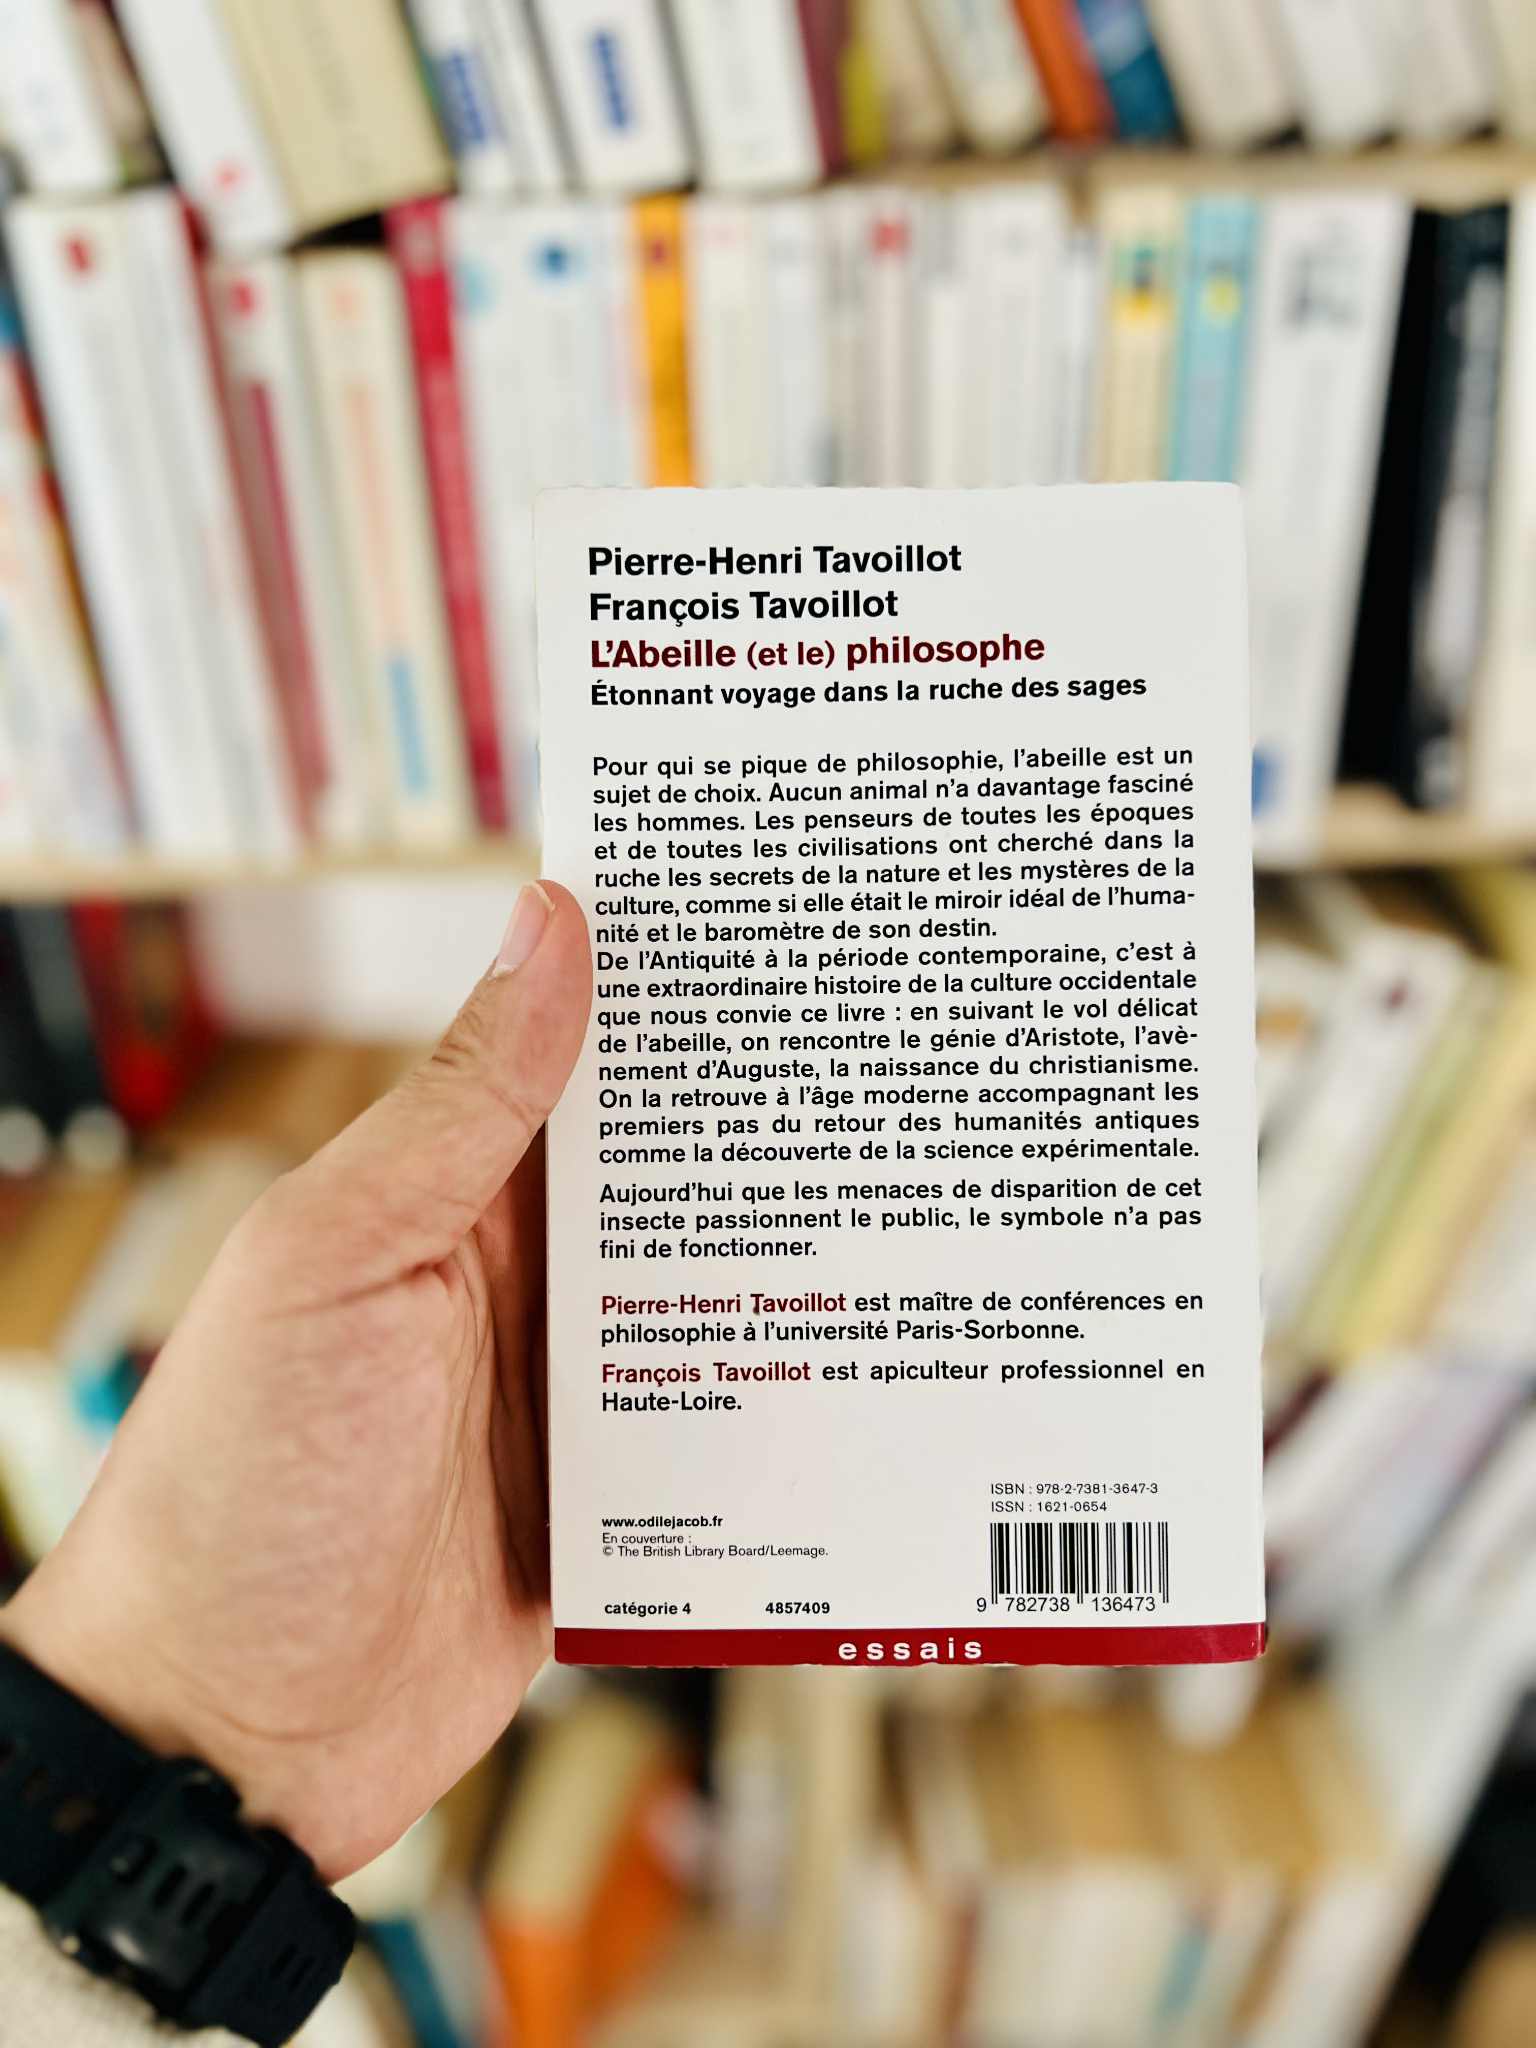 Pierre-Henri Tavoillot
François Tavoillot
L'Abeille (et le) philosophe
Étonnant voyage dans la ruche des sages
Pour qui se pique de philosophie, l'abeille est un
sujet de choix. Aucun animal n'a davantage fasciné
les hommes. Les penseurs de toutes les époques
et de toutes les civilisations ont cherché dans la
ruche les secrets de la nature et les mystères de la
culture, comme si elle était le miroir idéal de l'huma-
nité et le baromètre de son destin.
De l'Antiquité à la période contemporaine, c'est à
une extraordinaire histoire de la culture occidentale
que nous convie ce livre : en suivant le vol délicat
de l'abeille, on rencontre le génie d'Aristote, l'avè-
nement d'Auguste, la naissance du christianisme.
On la retrouve à l'âge moderne accompagnant les
premiers pas du retour des humanités antiques
comme la découverte de la science expérimentale.
Aujourd'hui que les menaces de disparition de cet
insecte passionnent le public, le symbole n'a pas
fini de fonctionner.
Pierre-Henri Tavoillot est maître de conférences en
philosophie à l'université Paris-Sorbonne.
François Tavoillot est apiculteur professionnel en
Haute-Loire.
ISBN : 978-2-7381-3647-3
ISSN : 1621-0654
www.odilejacob.fr
En couverture :
© The British Library Board/Leemage.
catégorie 4 4857409
9 782738 136473
essais